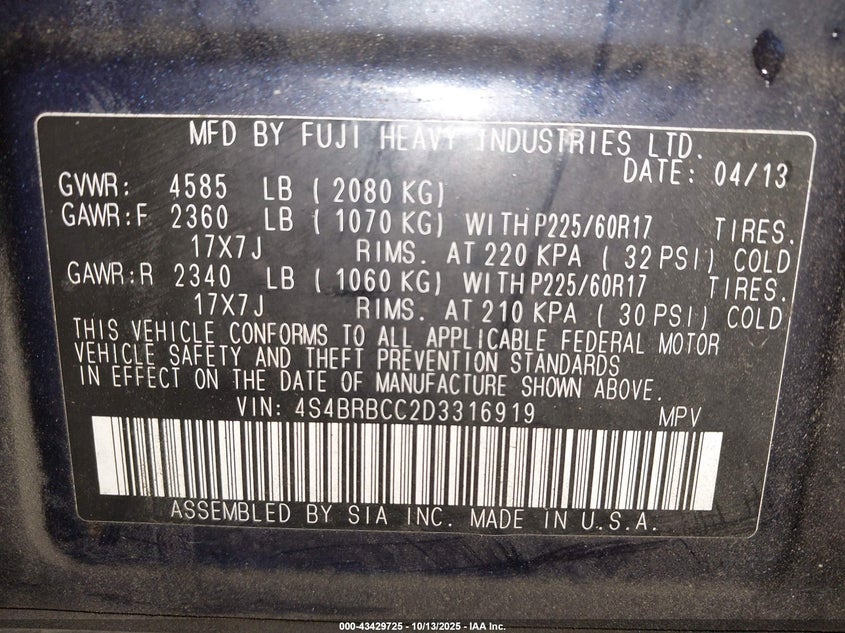 MFD BY FUJI HEAVY INDUSTRIES LTD.
DATE: 04/13
GVWR: 4585 LB ( 2080 KG)
GAWR:F 2360 LB ( 1070 KG) WITHP225/60R17 TIRES.
17X7J RIMS. AT 220 KPA ( 32 PSI) COLD
GAWR:R 2340 LB ( 1060 KG) WITHP225/60R17 TIRES.
17X7J RIMS. AT 210 KPA ( 30 PSI) COLD
THIS VEHICLE CONFORMS TO ALL APPLICABLE FEDERAL MOTOR
VEHICLE SAFETY AND THEFT PREVENTION STANDARDS
IN EFFECT ON THE DATE OF MANUFACTURE SHOWN ABOVE.
VIN: 4S4BRBCC2D3316919 MPV
ASSEMBLED BY SIA INC. MADE IN U.S.A.
000-43429725 - 10/13/2025 - IAA Inc.